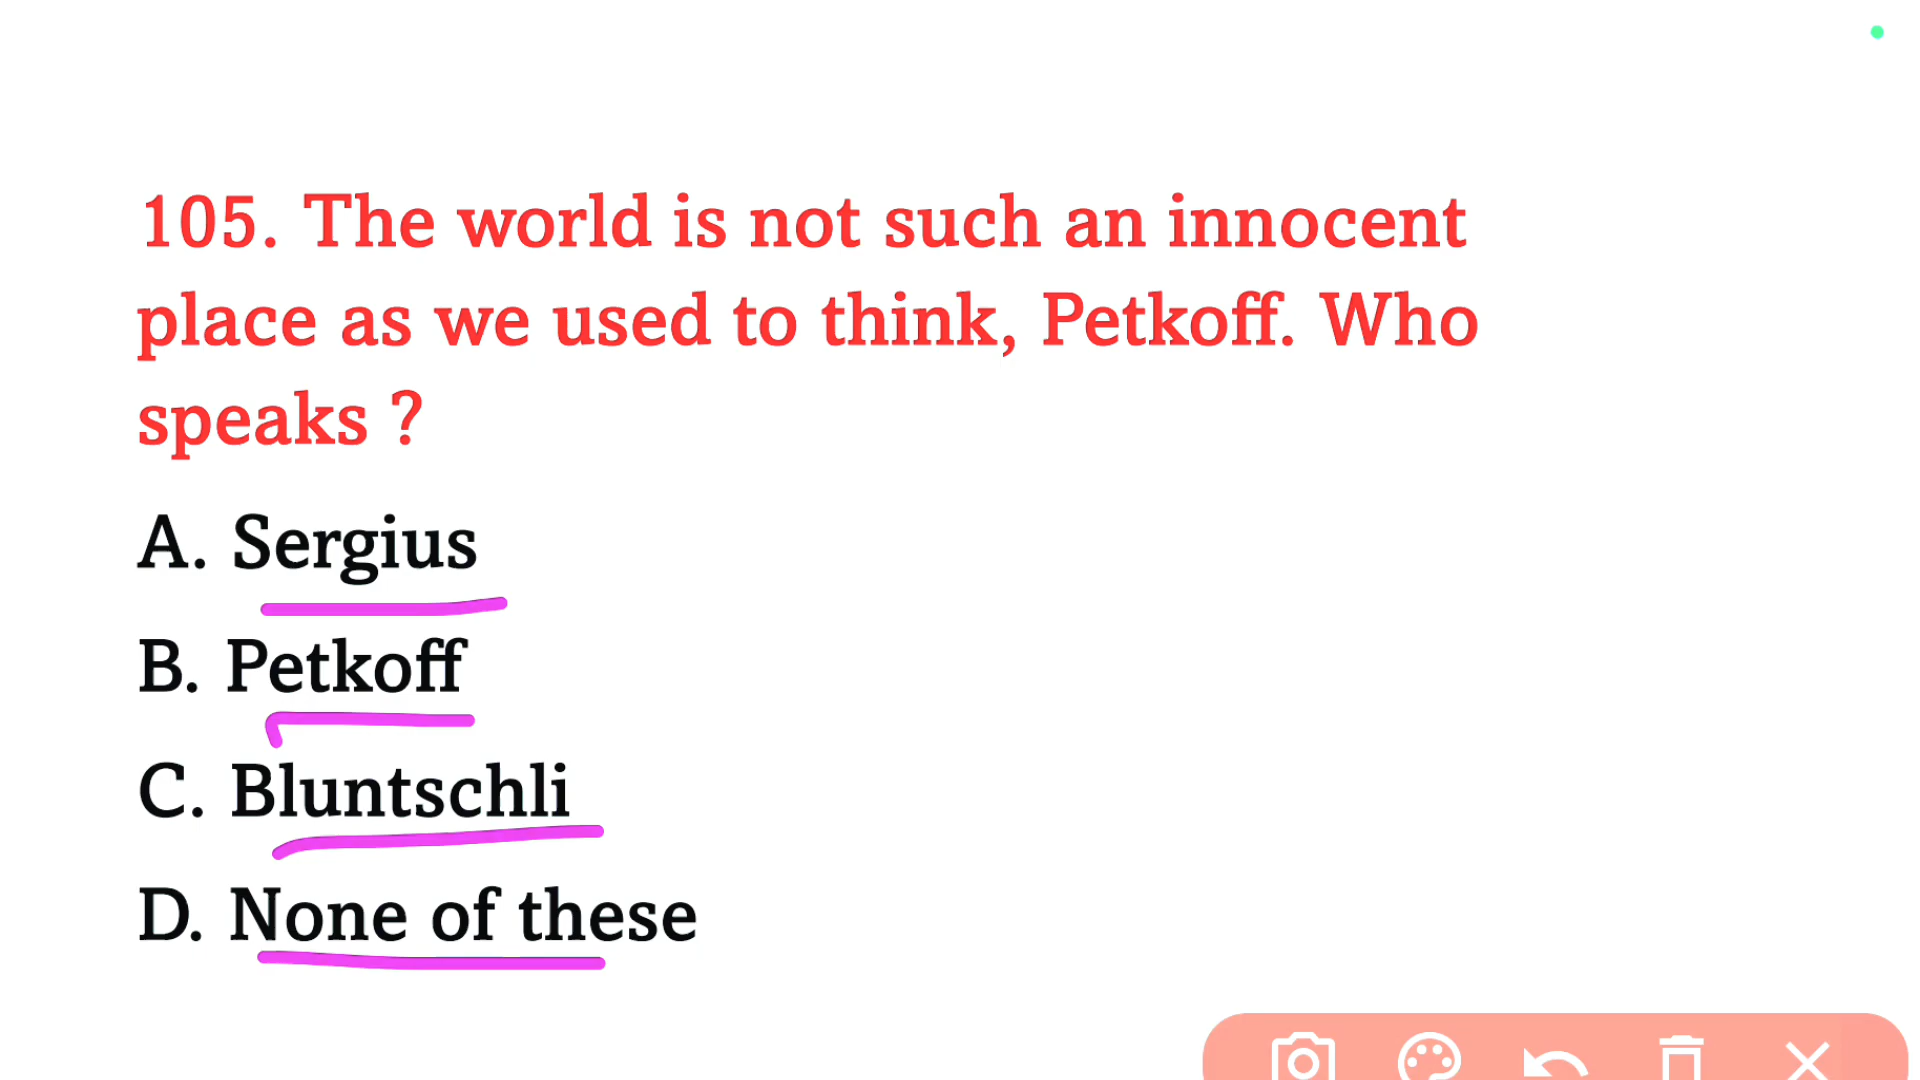 105. The world is not such an innocent
place as we used to think, Petkoff. Who
speaks ?
A. Sergius
B. Petkoff
C. Bluntschli
D. None of these